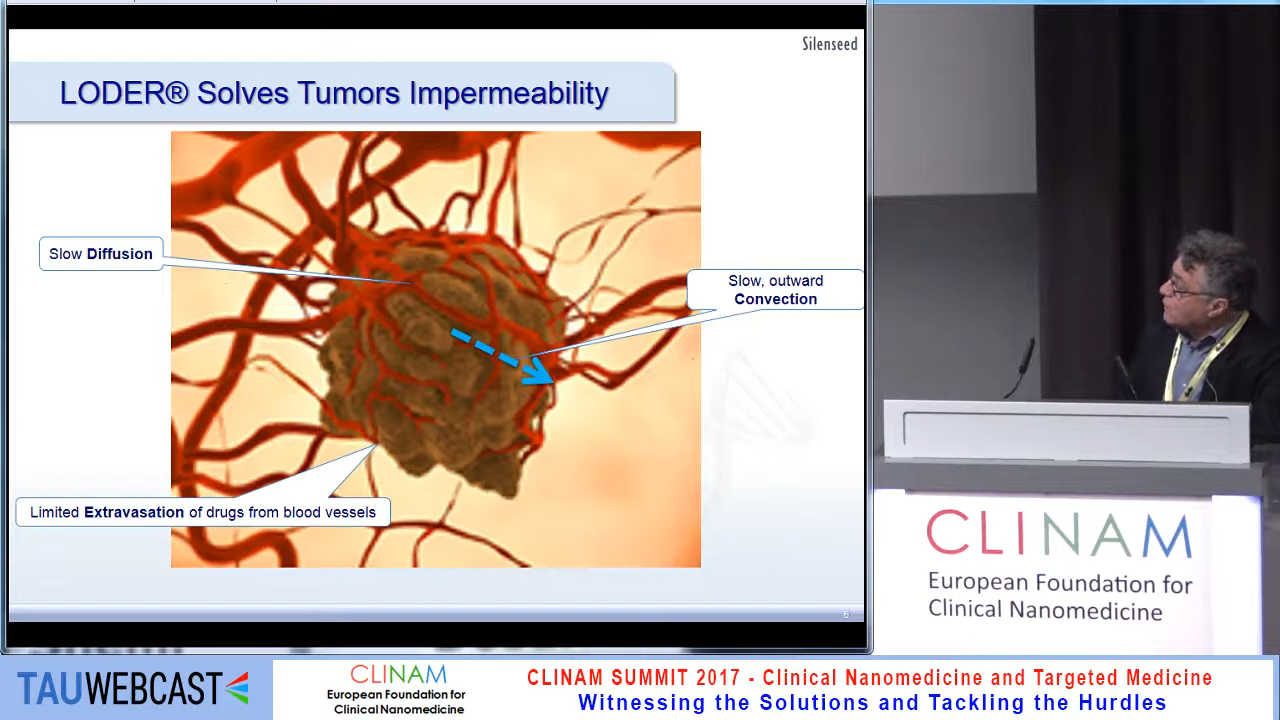 Silenseed
LODER® Solves Tumors Impermeability
Slow Diffusion
Slow, outward
Convection
Limited Extravasation of drugs from blood vessels
CLINAM
European Foundation for
Clinical Nanomedicine
TAUWEBCAST
CLINAM
European Foundation for
Clinical Nanomedicine
CLINAM SUMMIT 2017 - Clinical Nanomedicine and Targeted Medicine
Witnessing the Solutions and Tackling the Hurdles